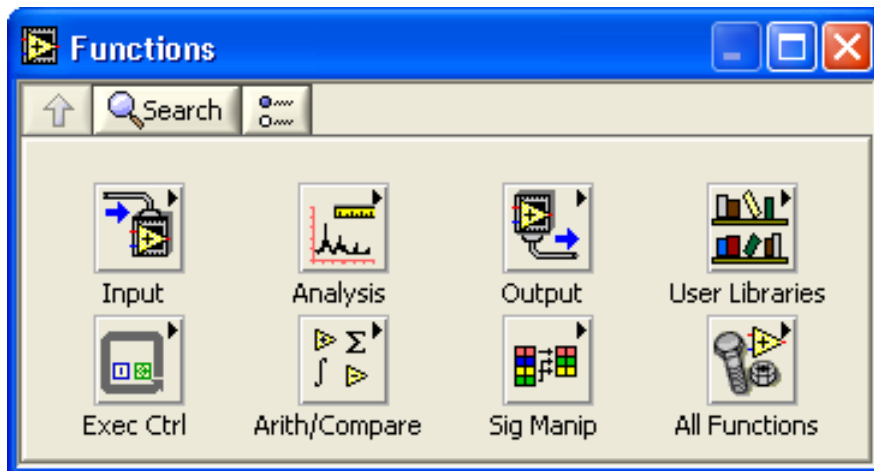 Functions
Search
Input Analysis Output User Libraries
Exec Ctrl Arith/Compare Sig Manip All Functions